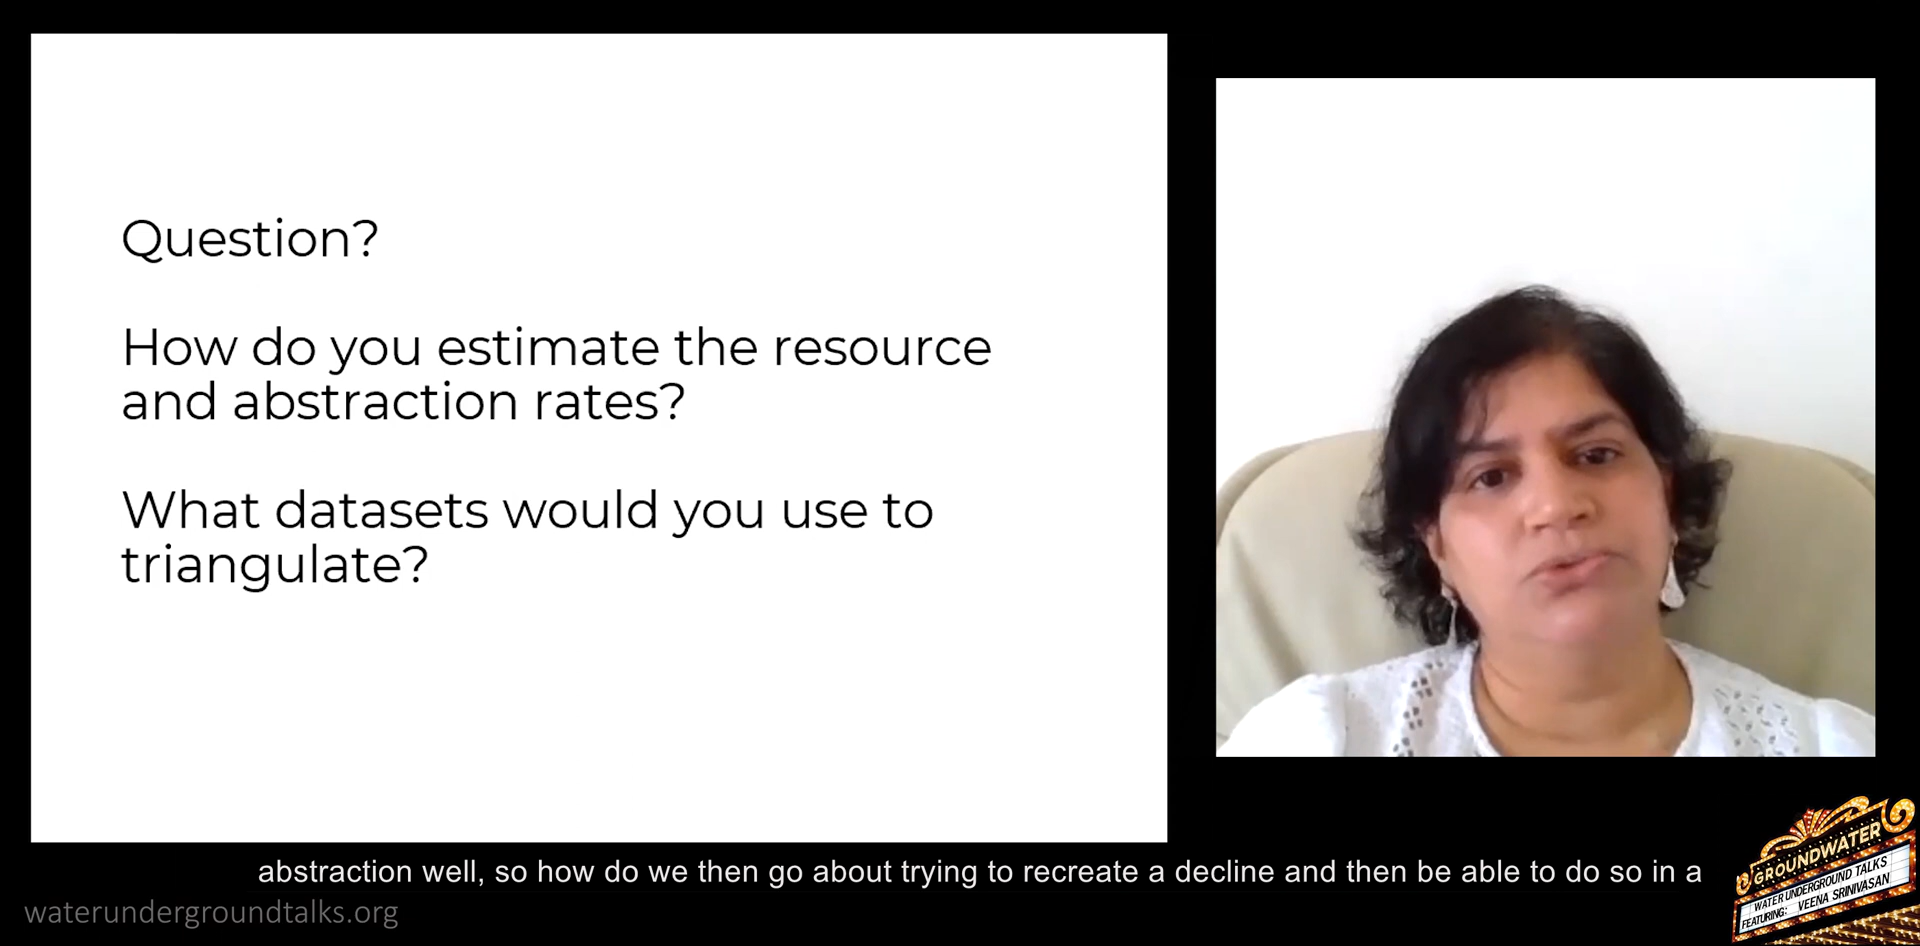 Question?
How do you estimate the resource
and abstraction rates?
What datasets would you use to
triangulate?
abstraction well, so how do we then go about trying to recreate a decline and then be able to do so in a
waterundergroundtalks.org
GROUNDWATER
WATER UNDERGROUND TALKS
FEATURING: VEENA SRINIVASAN